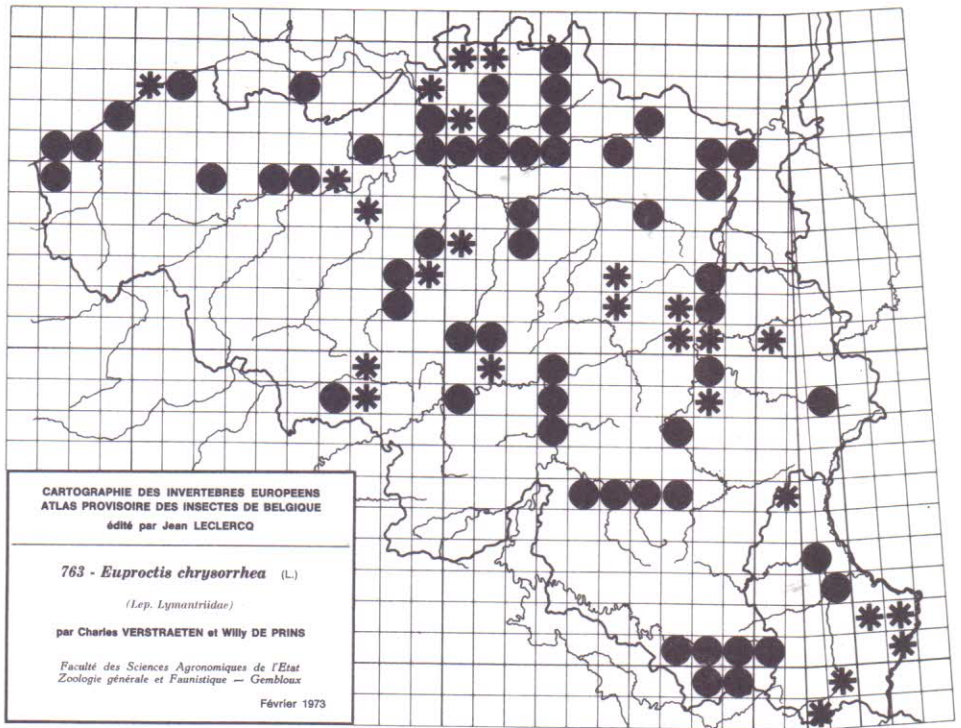 CARTOGRAPHIE DES INVERTEBRES EUROPEENS
ATLAS PROVISOIRE DES INSECTES DE BELGIQUE
édité par Jean LECLERCQ
763 - Euproctis chrysorrhea (L.)
(Lep. Lymantriidae)
par Charles VERSTRAETEN et Willy DE PRINS
Faculté des Sciences Agronomiques de l'Etat
Zoologie générale et Faunistique — Gembloux
Février 1973